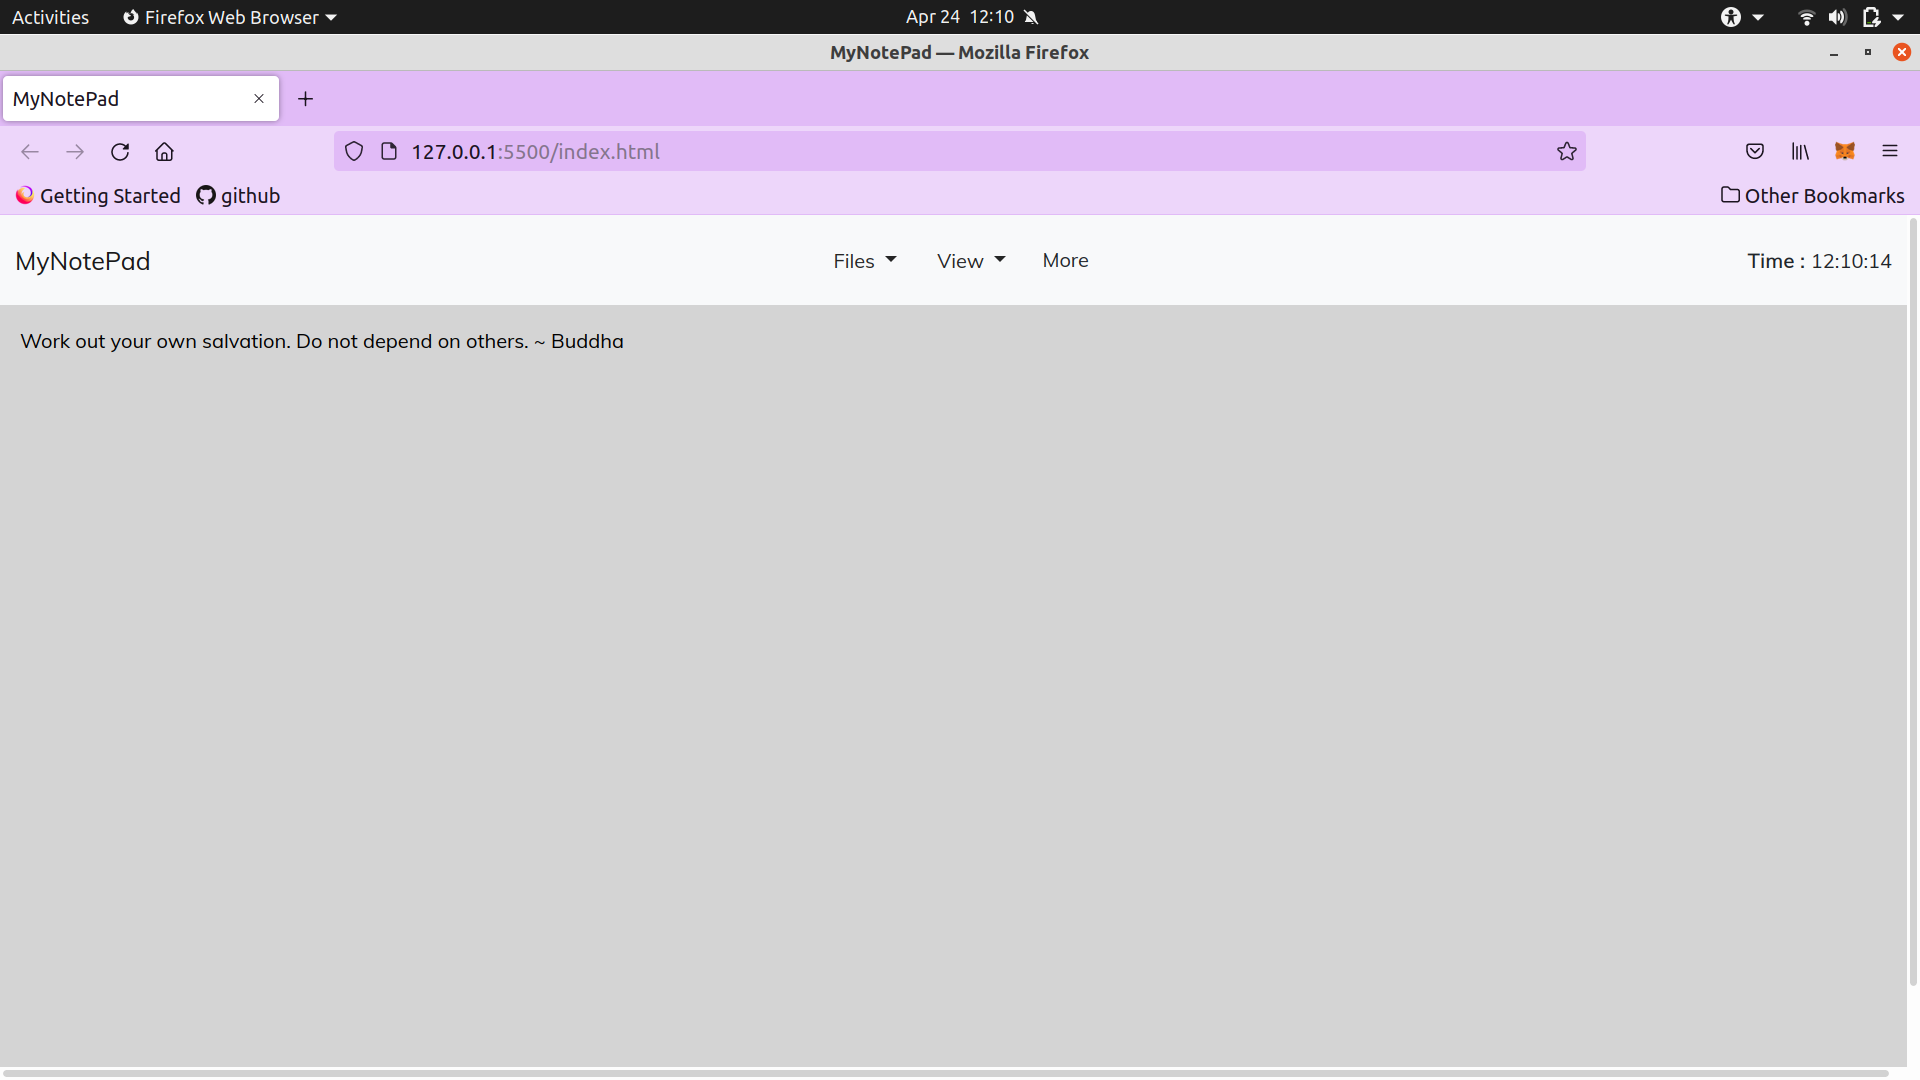 Activities Firefox Web Browser Apr 24 12:10
MyNotePad — Mozilla Firefox
MyNotePad
127.0.0.1:5500/index.html
Getting Started github Other Bookmarks
MyNotePad Files View More Time : 12:10:14
Work out your own salvation. Do not depend on others. ~ Buddha